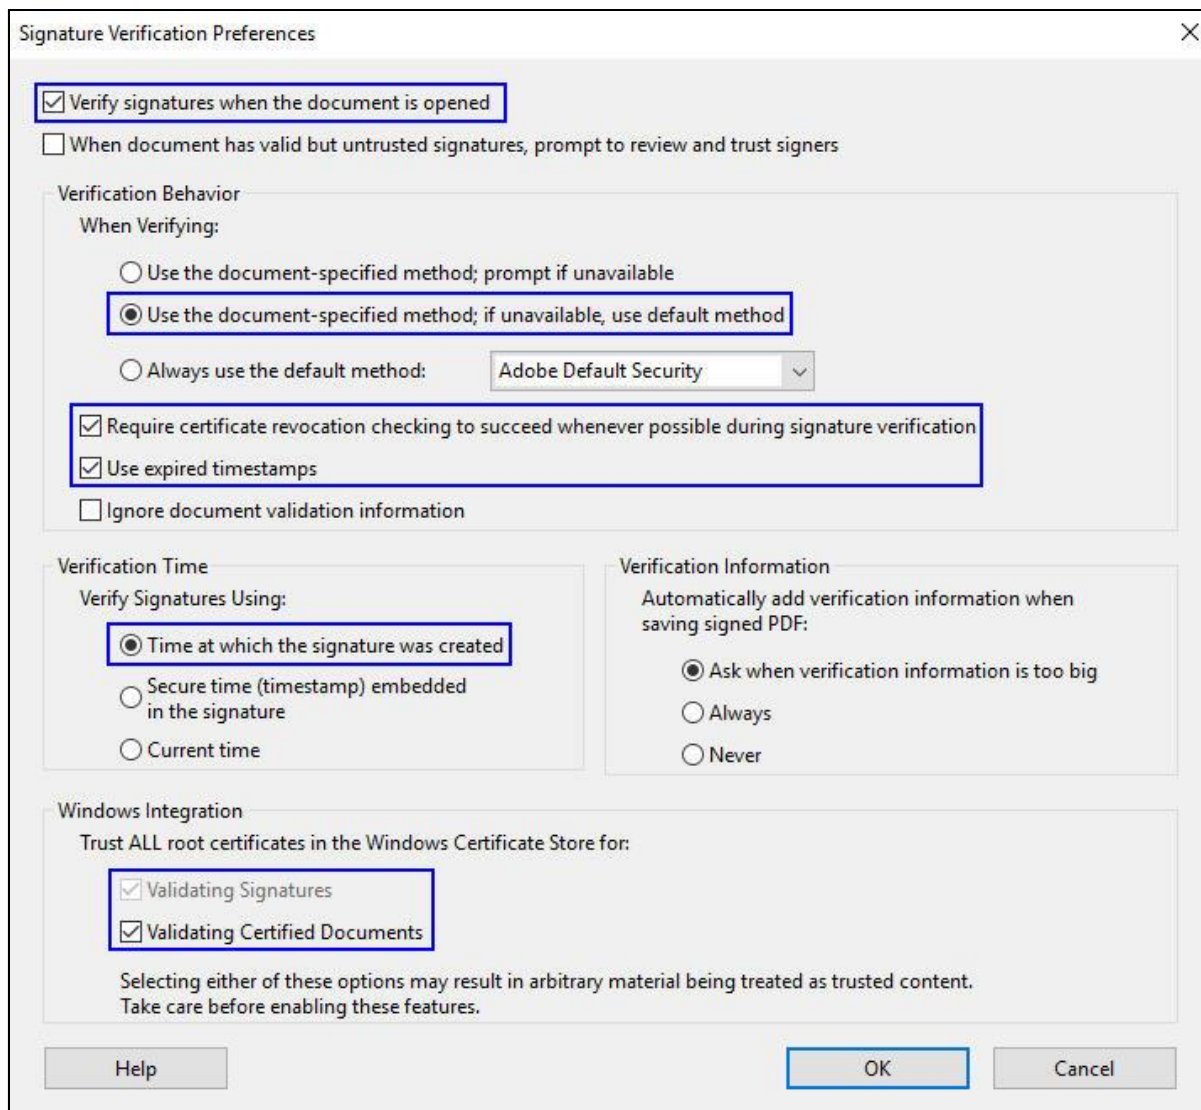 Signature Verification Preferences
Verify signatures when the document is opened
When document has valid but untrusted signatures, prompt to review and trust signers
Verification Behavior
When Verifying:
Use the document-specified method; prompt if unavailable
Use the document-specified method; if unavailable, use default method
Always use the default method:
Adobe Default Security
Require certificate revocation checking to succeed whenever possible during signature verification
Use expired timestamps
Ignore document validation information
Verification Time
Verify Signatures Using:
Time at which the signature was created
Secure time (timestamp) embedded
in the signature
Current time
Verification Information
Automatically add verification information when
saving signed PDF:
Ask when verification information is too big
Always
Never
Windows Integration
Trust ALL root certificates in the Windows Certificate Store for:
Validating Signatures
Validating Certified Documents
Selecting either of these options may result in arbitrary material being treated as trusted content.
Take care before enabling these features.
Help
OK
Cancel